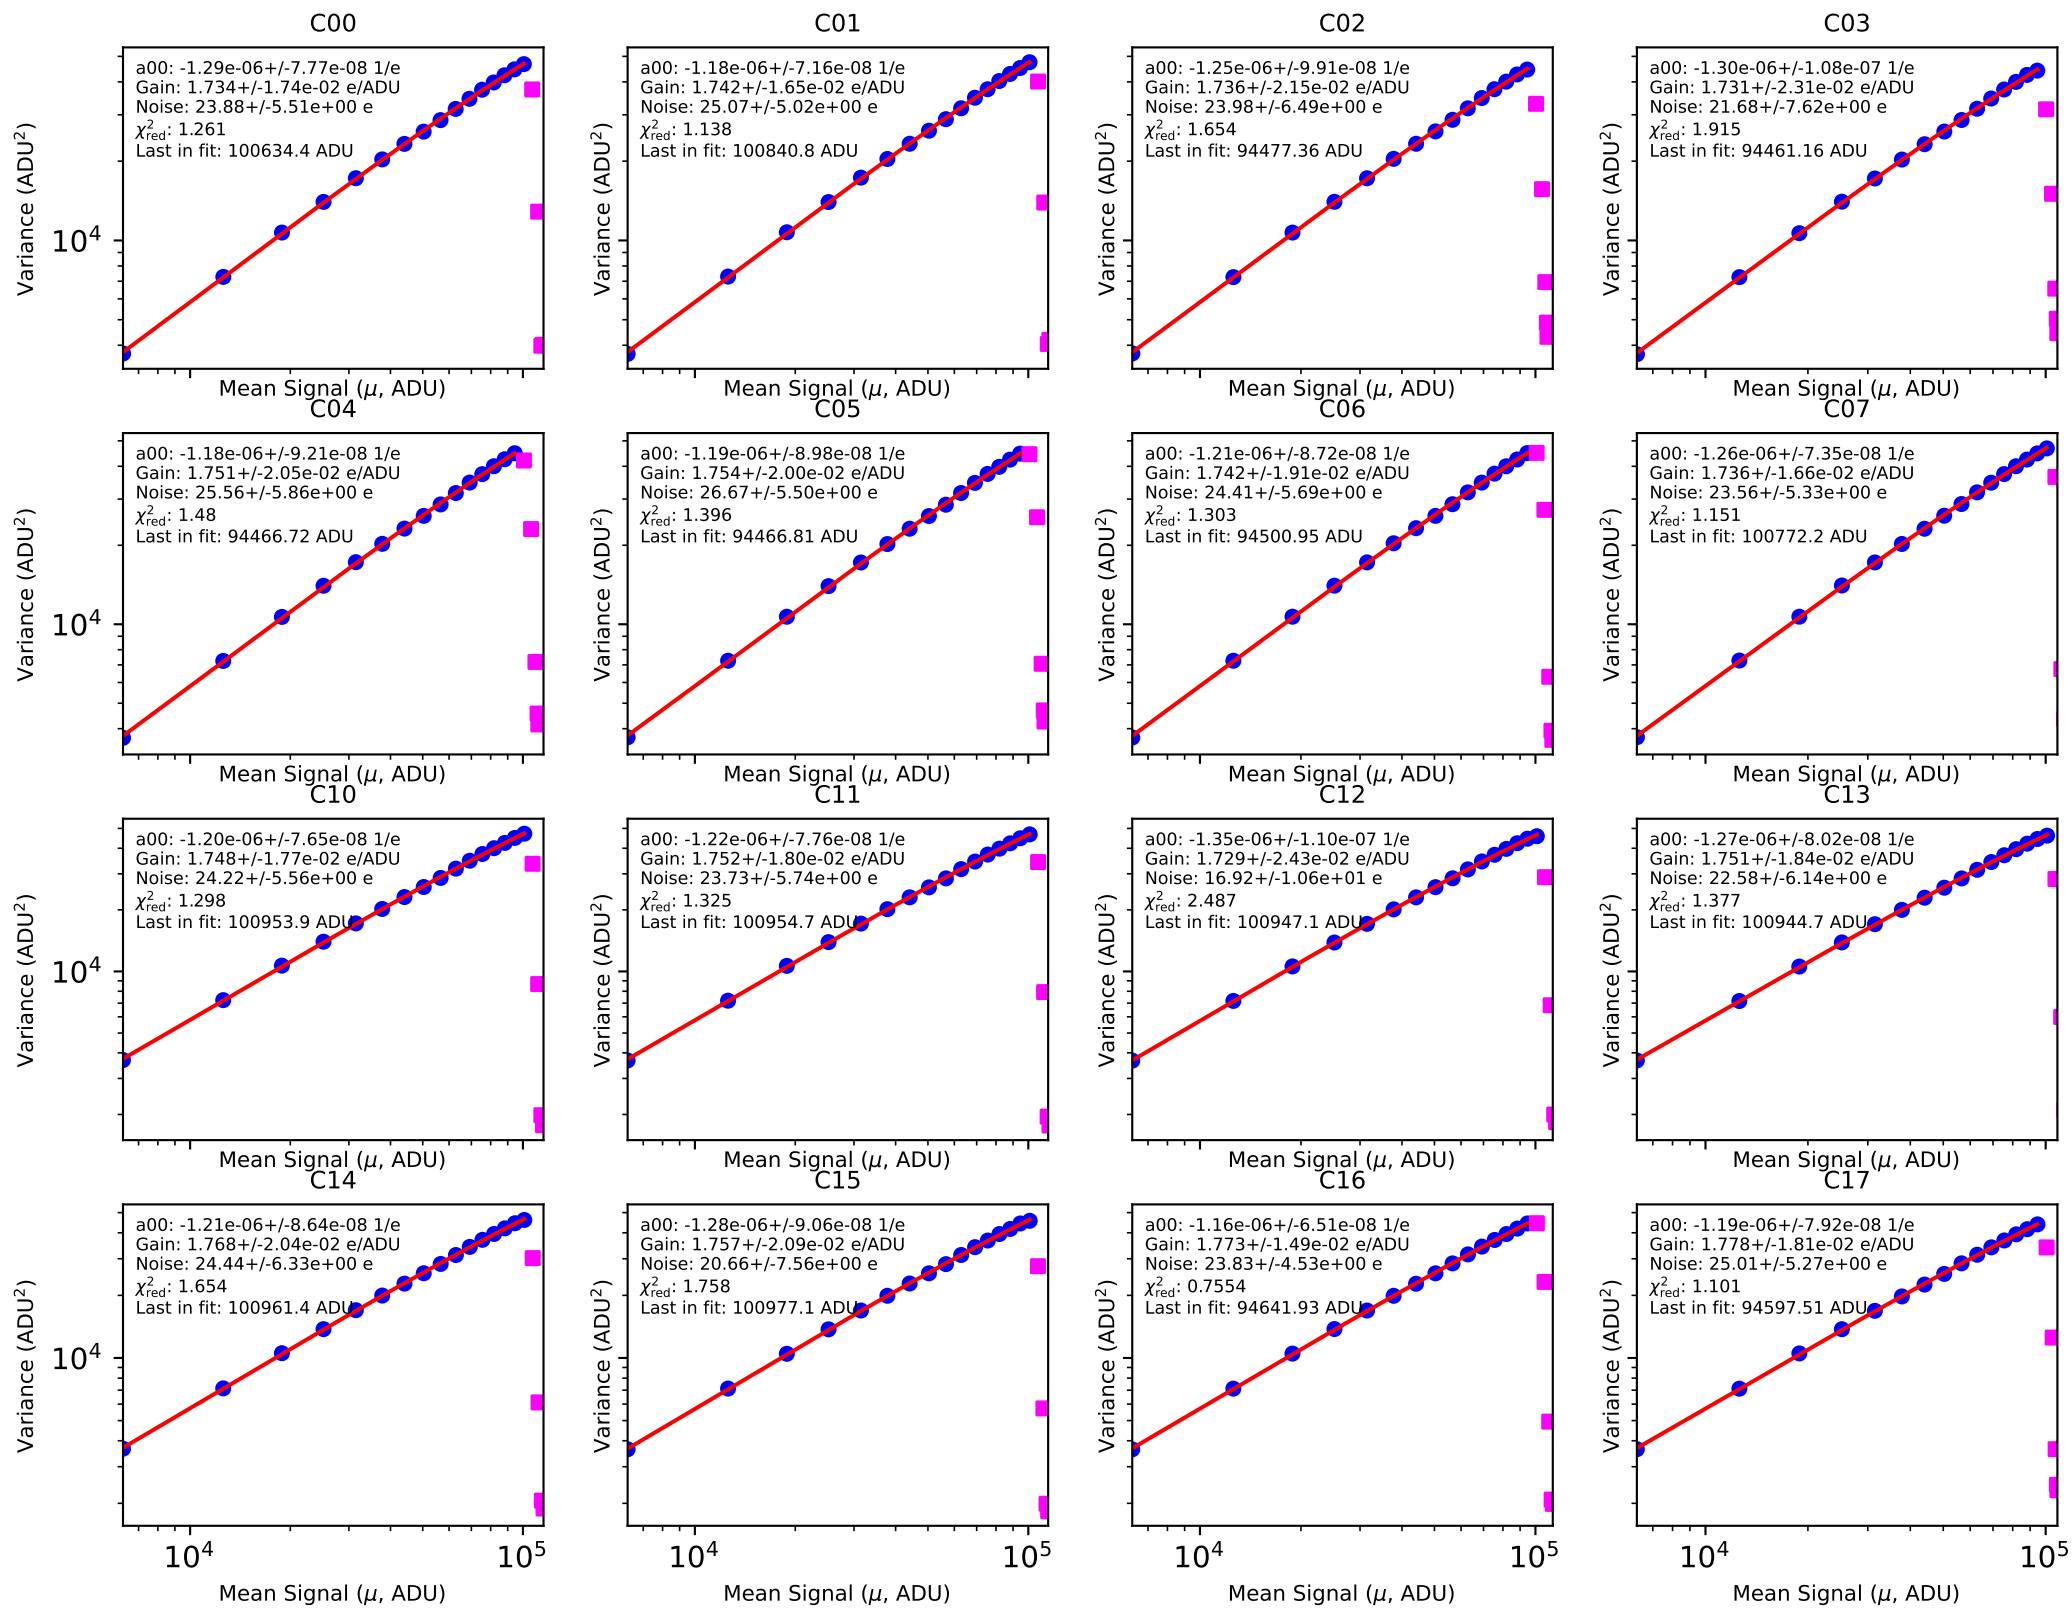 C00
a00: -1.29e-06+/-7.77e-08 1/e
Gain: 1.734+/-1.74e-02 e/ADU
Noise: 23.88+/-5.51e+00 e
χ²red: 1.261
Last in fit: 100634.4 ADU
Variance (ADU²)
10⁴
Mean Signal (μ, ADU)
C01
a00: -1.18e-06+/-7.16e-08 1/e
Gain: 1.742+/-1.65e-02 e/ADU
Noise: 25.07+/-5.02e+00 e
χ²red: 1.138
Last in fit: 100840.8 ADU
Variance (ADU²)
Mean Signal (μ, ADU)
C02
a00: -1.25e-06+/-9.91e-08 1/e
Gain: 1.736+/-2.15e-02 e/ADU
Noise: 23.98+/-6.49e+00 e
χ²red: 1.654
Last in fit: 94477.36 ADU
Variance (ADU²)
Mean Signal (μ, ADU)
C03
a00: -1.30e-06+/-1.08e-07 1/e
Gain: 1.731+/-2.31e-02 e/ADU
Noise: 21.68+/-7.62e+00 e
χ²red: 1.915
Last in fit: 94461.16 ADU
Variance (ADU²)
Mean Signal (μ, ADU)
C04
a00: -1.18e-06+/-9.21e-08 1/e
Gain: 1.751+/-2.05e-02 e/ADU
Noise: 25.56+/-5.86e+00 e
χ²red: 1.48
Last in fit: 94466.72 ADU
Variance (ADU²)
10⁴
Mean Signal (μ, ADU)
C05
a00: -1.19e-06+/-8.98e-08 1/e
Gain: 1.754+/-2.00e-02 e/ADU
Noise: 26.67+/-5.50e+00 e
χ²red: 1.396
Last in fit: 94466.81 ADU
Variance (ADU²)
Mean Signal (μ, ADU)
C06
a00: -1.21e-06+/-8.72e-08 1/e
Gain: 1.742+/-1.91e-02 e/ADU
Noise: 24.41+/-5.69e+00 e
χ²red: 1.303
Last in fit: 94500.95 ADU
Variance (ADU²)
Mean Signal (μ, ADU)
C07
a00: -1.26e-06+/-7.35e-08 1/e
Gain: 1.736+/-1.66e-02 e/ADU
Noise: 23.56+/-5.33e+00 e
χ²red: 1.151
Last in fit: 100772.2 ADU
Variance (ADU²)
Mean Signal (μ, ADU)
C10
a00: -1.20e-06+/-7.65e-08 1/e
Gain: 1.748+/-1.77e-02 e/ADU
Noise: 24.22+/-5.56e+00 e
χ²red: 1.298
Last in fit: 100953.9 ADU
Variance (ADU²)
10⁴
Mean Signal (μ, ADU)
C11
a00: -1.22e-06+/-7.76e-08 1/e
Gain: 1.752+/-1.80e-02 e/ADU
Noise: 23.73+/-5.74e+00 e
χ²red: 1.325
Last in fit: 100954.7 ADU
Variance (ADU²)
Mean Signal (μ, ADU)
C12
a00: -1.35e-06+/-1.10e-07 1/e
Gain: 1.729+/-2.43e-02 e/ADU
Noise: 16.92+/-1.06e+01 e
χ²red: 2.487
Last in fit: 100947.1 ADU
Variance (ADU²)
Mean Signal (μ, ADU)
C13
a00: -1.27e-06+/-8.02e-08 1/e
Gain: 1.751+/-1.84e-02 e/ADU
Noise: 22.58+/-6.14e+00 e
χ²red: 1.377
Last in fit: 100944.7 ADU
Variance (ADU²)
Mean Signal (μ, ADU)
C14
a00: -1.21e-06+/-8.64e-08 1/e
Gain: 1.768+/-2.04e-02 e/ADU
Noise: 24.44+/-6.33e+00 e
χ²red: 1.654
Last in fit: 100961.4 ADU
Variance (ADU²)
10⁴
10⁴ 10⁵
Mean Signal (μ, ADU)
C15
a00: -1.28e-06+/-9.06e-08 1/e
Gain: 1.757+/-2.09e-02 e/ADU
Noise: 20.66+/-7.56e+00 e
χ²red: 1.758
Last in fit: 100977.1 ADU
Variance (ADU²)
10⁴ 10⁵
Mean Signal (μ, ADU)
C16
a00: -1.16e-06+/-6.51e-08 1/e
Gain: 1.773+/-1.49e-02 e/ADU
Noise: 23.83+/-4.53e+00 e
χ²red: 0.7554
Last in fit: 94641.93 ADU
Variance (ADU²)
10⁴ 10⁵
Mean Signal (μ, ADU)
C17
a00: -1.19e-06+/-7.92e-08 1/e
Gain: 1.778+/-1.81e-02 e/ADU
Noise: 25.01+/-5.27e+00 e
χ²red: 1.101
Last in fit: 94597.51 ADU
Variance (ADU²)
10⁴ 10⁵
Mean Signal (μ, ADU)